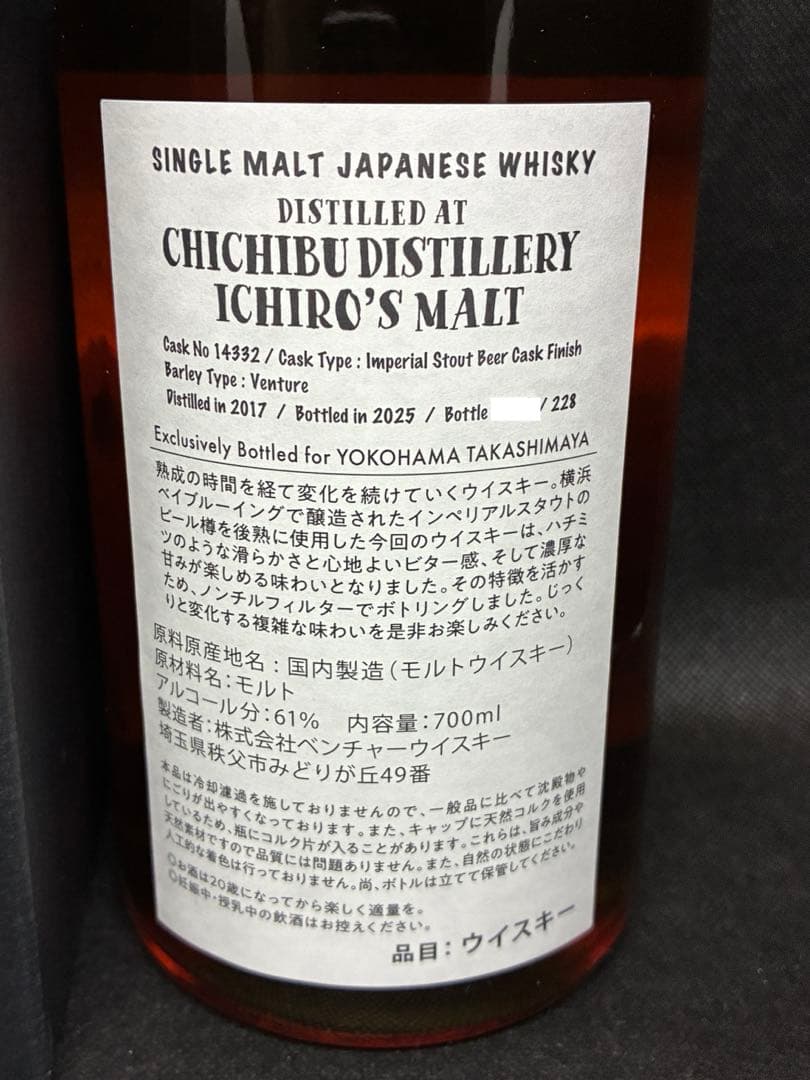 SINGLE MALT JAPANESE WHISKY
DISTILLED AT
CHICHIBU DISTILLERY
ICHIRO'S MALT
Cask No 14332 / Cask Type : Imperial Stout Beer Cask Finish
Barley Type : Venture
Distilled in 2017 / Bottled in 2025 / Bottle / 228
Exclusively Bottled for YOKOHAMA TAKASHIMAYA
熟成の時間を経て変化を続けていくウイスキー。横浜
ベイブルーイングで醸造されたインペリアルスタウトの
ビール樽を後熟に使用した今回のウイスキーは、ハチミ
ツのような滑らかさと心地よいビター感、そして濃厚な
甘みが楽しめる味わいとなりました。その特徴を活かす
ため、ノンチルフィルターでボトリングしました。じっく
りと変化する複雑な味わいを是非お楽しみください。
原料原産地名：国内製造（モルトウイスキー）
原材料名：モルト
アルコール分：61% 内容量：700ml
製造者：株式会社ベンチャーウイスキー
埼玉県秩父市みどりが丘49番
本品は冷却濾過を施しておりませんので、一般品に比べて沈殿物や
にごりが出やすくなっております。また、キャップに天然コルクを使用
しているため、瓶にコルク片が入ることがあります。これらは、旨み成分や
天然素材ですので品質には問題ありません。また、自然の状態にこだわり
人工的な着色は行っておりません。尚、ボトルは立てて保管してください。
○お酒は20歳になってから楽しく適量を。
○妊娠中・授乳中の飲酒はお控えください。
品目：ウイスキー